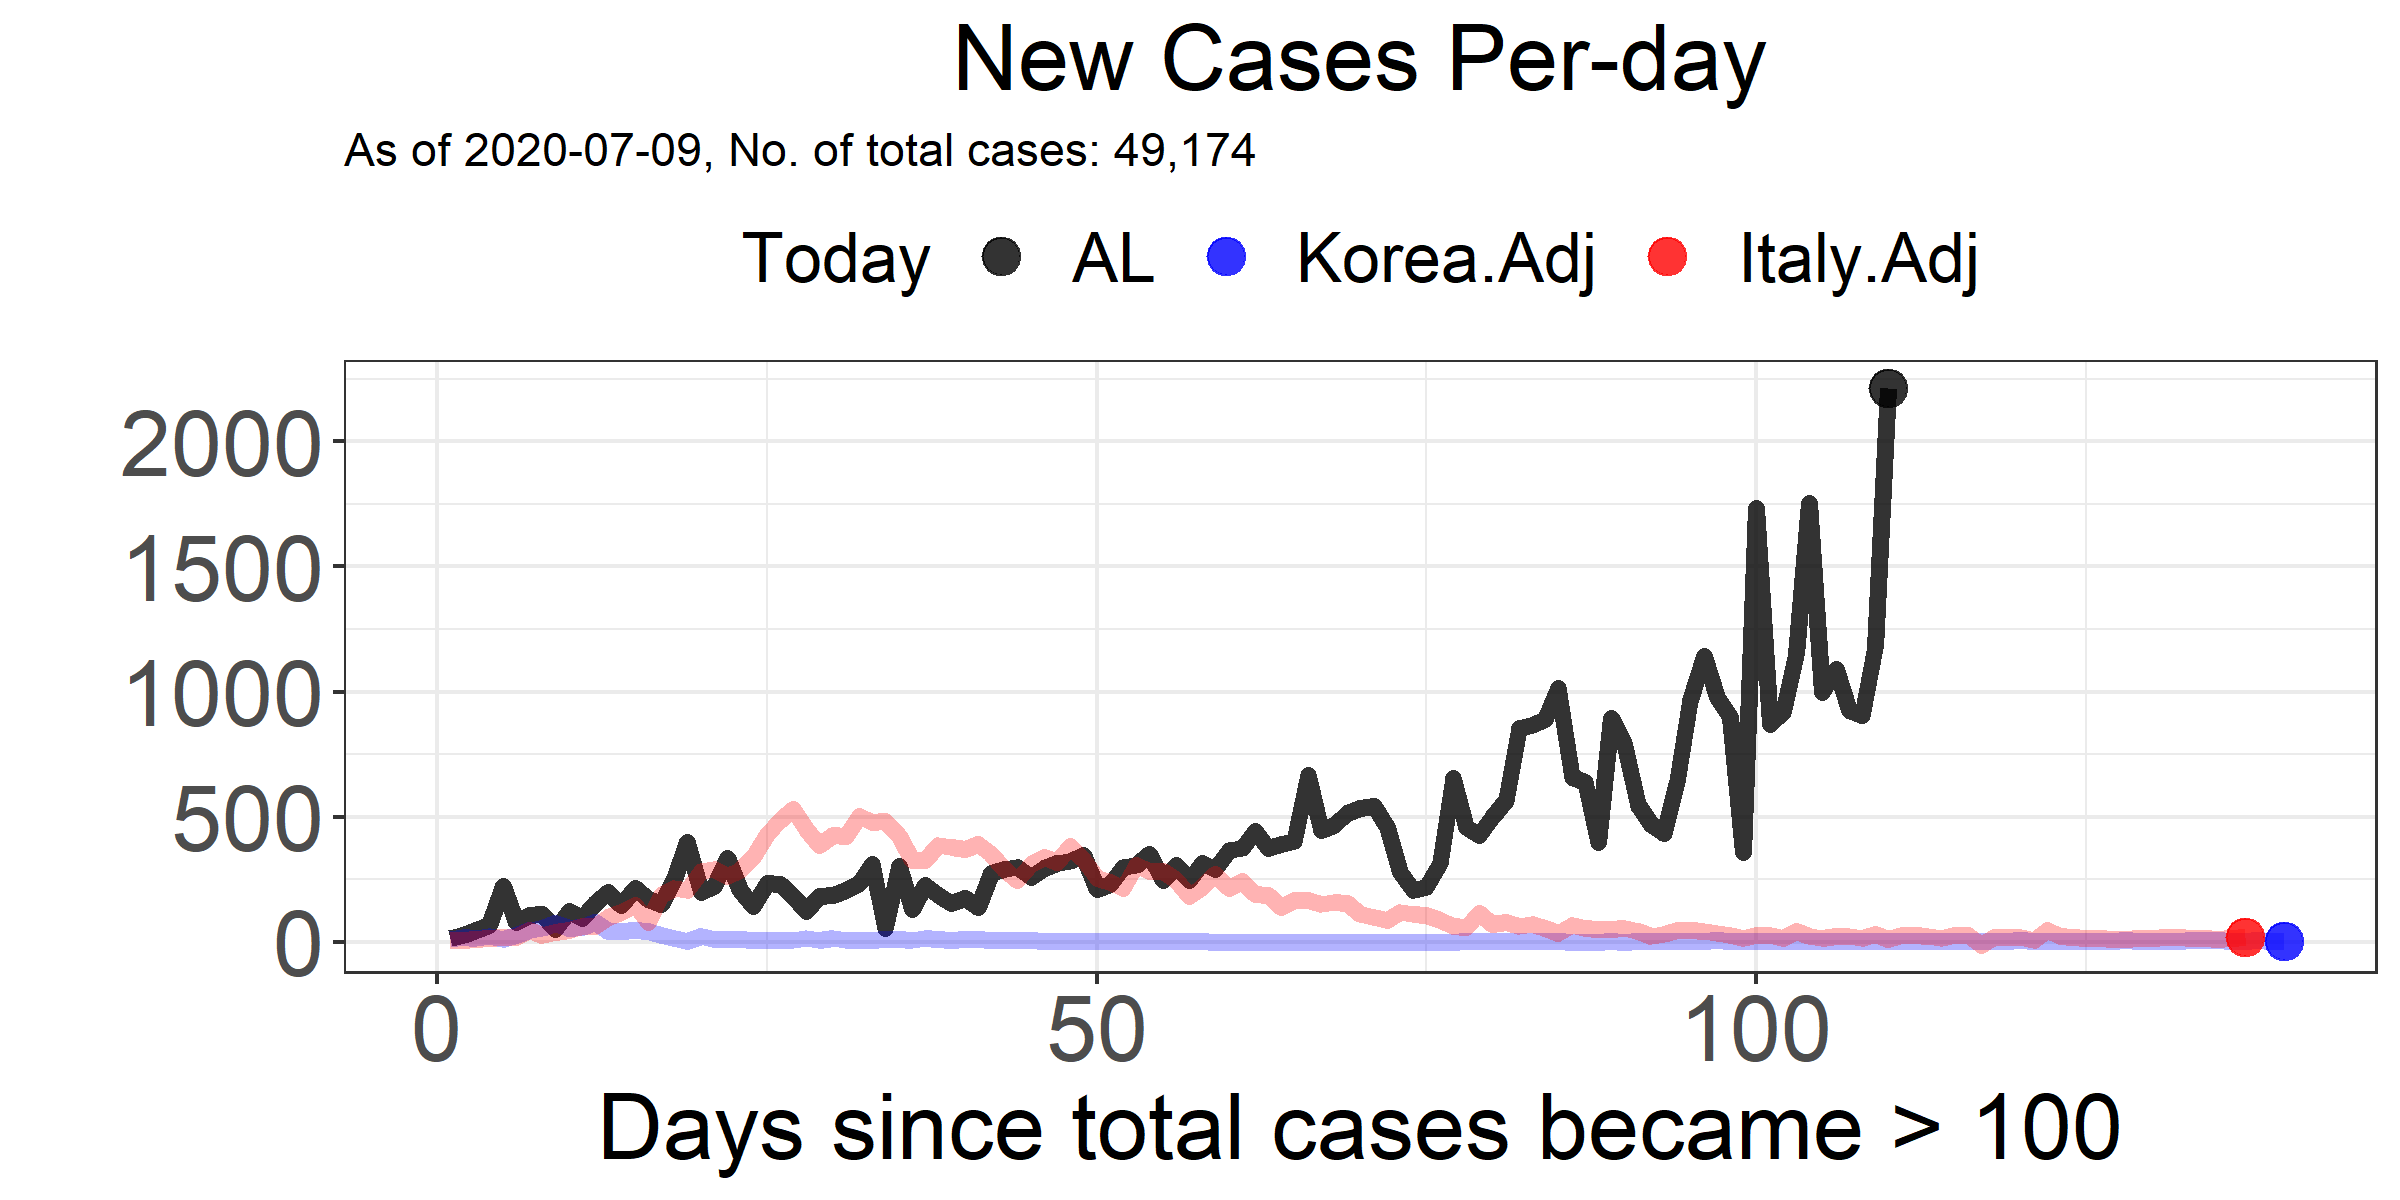 New Cases Per-day
As of 2020-07-09, No. of total cases: 49,174
Today AL Korea.Adj Italy.Adj
2000
1500
1000
500
0
0 50 100
Days since total cases became > 100